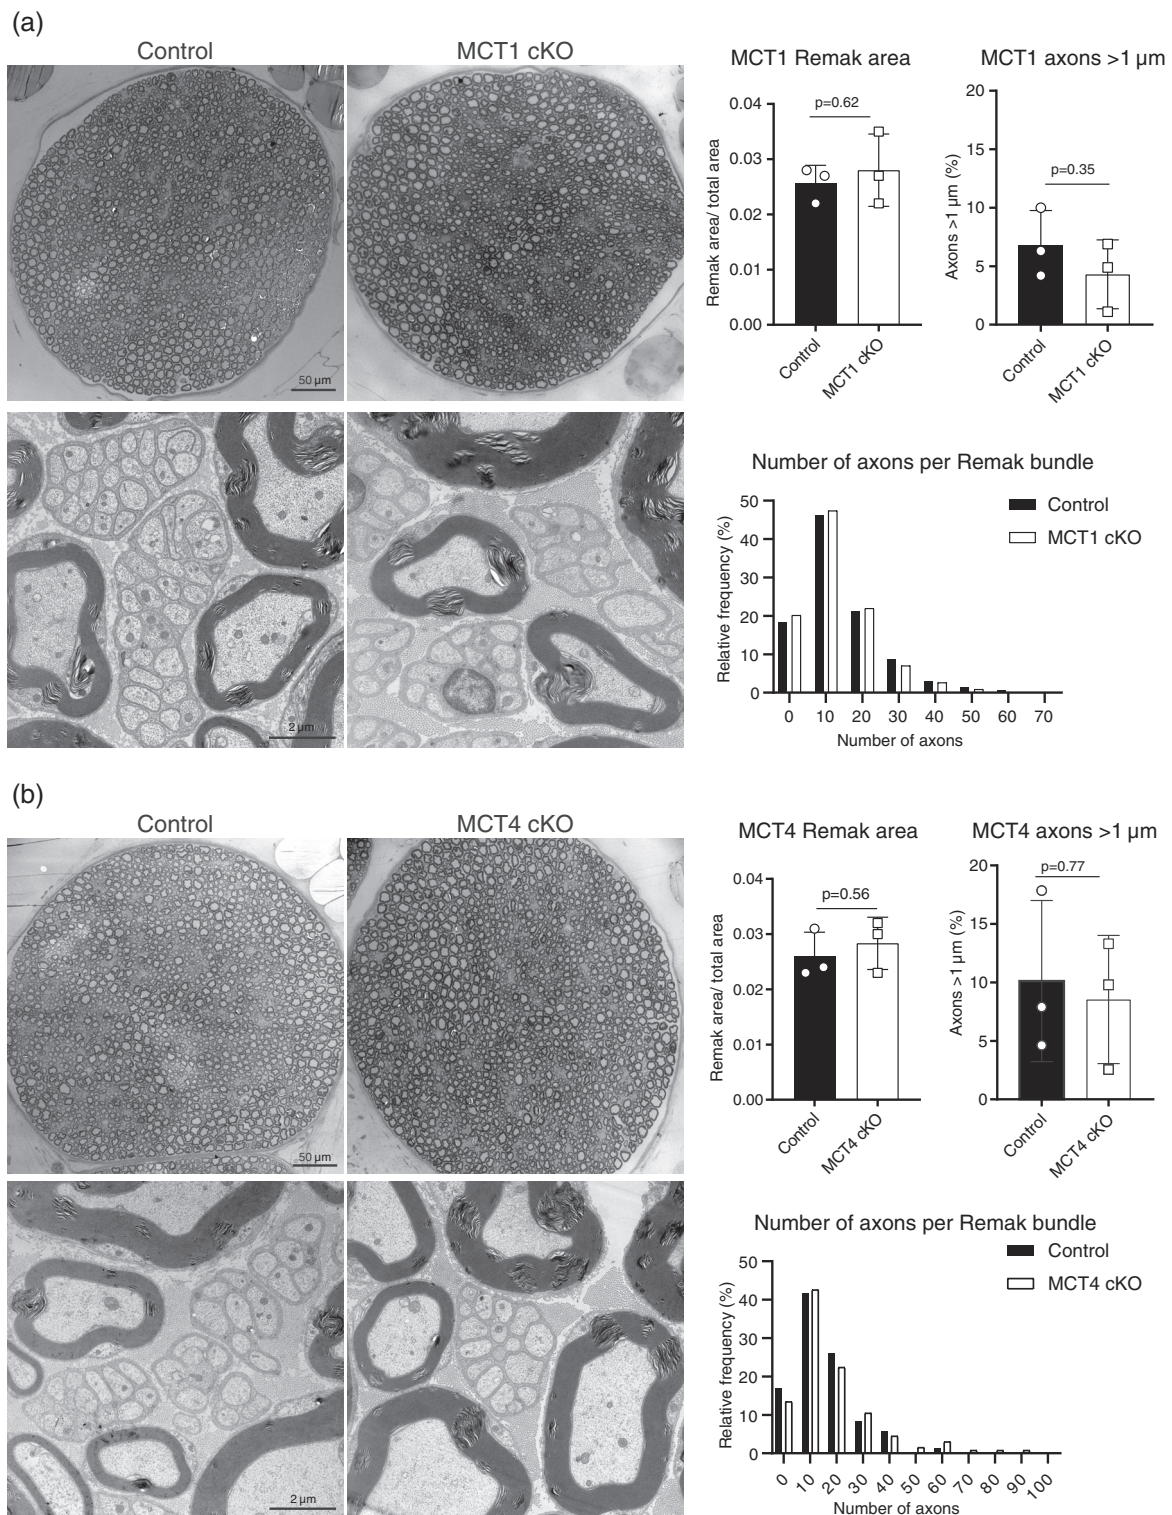 (a)
Control
MCT1 cKO
50 µm
2 µm
MCT1 Remak area
Remak area/ total area
0.04
0.03
0.02
0.01
0.00
p=0.62
Control
MCT1 cKO
MCT1 axons >1 µm
Axons >1 µm (%)
20
15
10
5
0
p=0.35
Control
MCT1 cKO
Number of axons per Remak bundle
Control
MCT1 cKO
Relative frequency (%)
50
40
30
20
10
0
0 10 20 30 40 50 60 70
Number of axons
(b)
Control
MCT4 cKO
50 µm
2 µm
MCT4 Remak area
Remak area/ total area
0.04
0.03
0.02
0.01
0.00
p=0.56
Control
MCT4 cKO
MCT4 axons >1 µm
Axons >1 µm (%)
20
15
10
5
0
p=0.77
Control
MCT4 cKO
Number of axons per Remak bundle
Control
MCT4 cKO
Relative frequency (%)
50
40
30
20
10
0
0 10 20 30 40 50 60 70 80 90 100
Number of axons